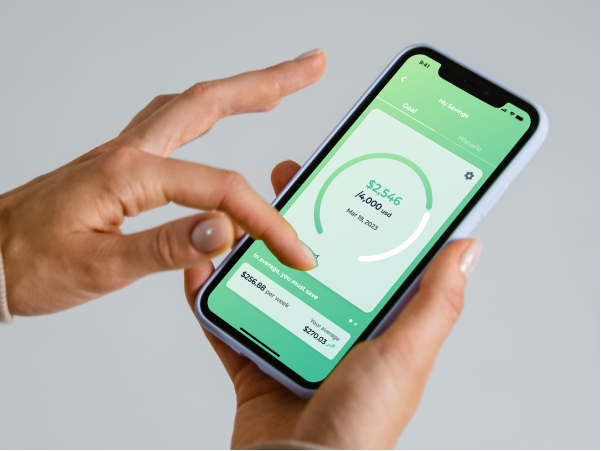 9:41
My Savings
Goal
Historic
$2,546
/4,000 usd
Mar 19, 2023
In average, you must save
$256.88 per week
Your average
$270.03